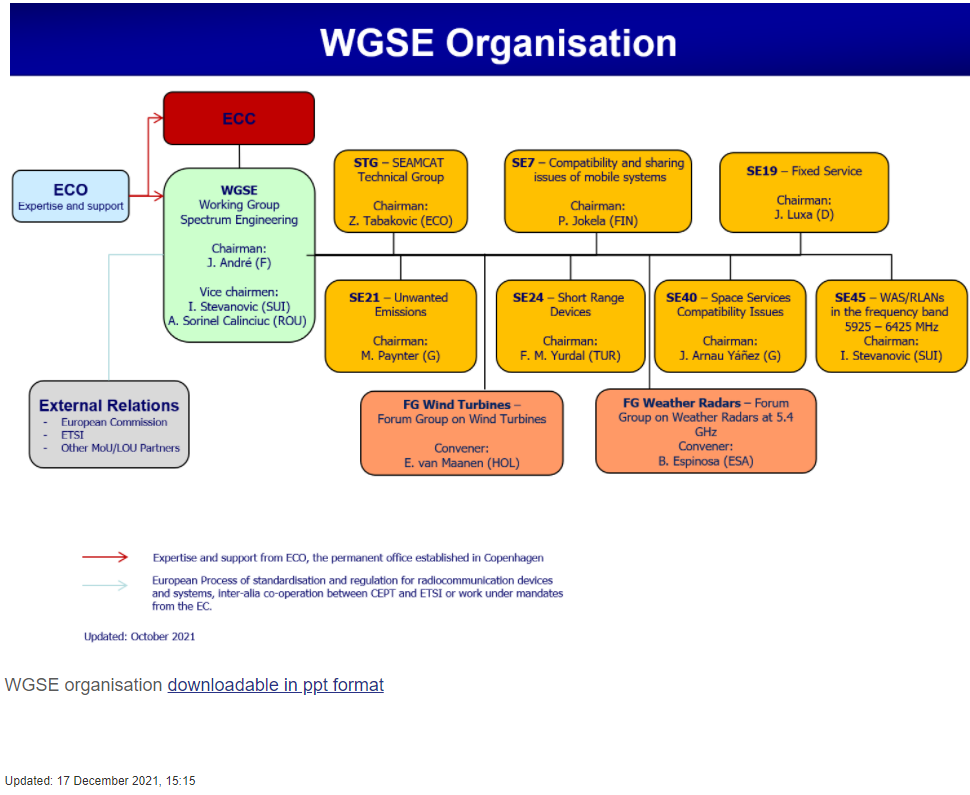 WGSE Organisation
ECC
ECO
Expertise and support
WGSE
Working Group
Spectrum Engineering
Chairman:
J. André (F)
Vice chairmen:
I. Stevanovic (SUI)
A. Sorinel Calinciuc (ROU)
STG – SEAMCAT
Technical Group
Chairman:
Z. Tabakovic (ECO)
SE7 – Compatibility and sharing
issues of mobile systems
Chairman:
P. Jokela (FIN)
SE19 – Fixed Service
Chairman:
J. Luxa (D)
SE21 – Unwanted
Emissions
Chairman:
M. Paynter (G)
SE24 – Short Range
Devices
Chairman:
F. M. Yurdal (TUR)
SE40 – Space Services
Compatibility Issues
Chairman:
J. Arnau Yáñez (G)
SE45 – WAS/RLANs
in the frequency band
5925 – 6425 MHz
Chairman:
I. Stevanovic (SUI)
External Relations
- European Commission
- ETSI
- Other MoU/LOU Partners
FG Wind Turbines –
Forum Group on Wind Turbines
Convener:
E. van Maanen (HOL)
FG Weather Radars – Forum
Group on Weather Radars at 5.4
GHz
Convener:
B. Espinosa (ESA)
Expertise and support from ECO, the permanent office established in Copenhagen
European Process of standardisation and regulation for radiocommunication devices
and systems, inter-alia co-operation between CEPT and ETSI or work under mandates
from the EC.
Updated: October 2021
WGSE organisation downloadable in ppt format
Updated: 17 December 2021, 15:15